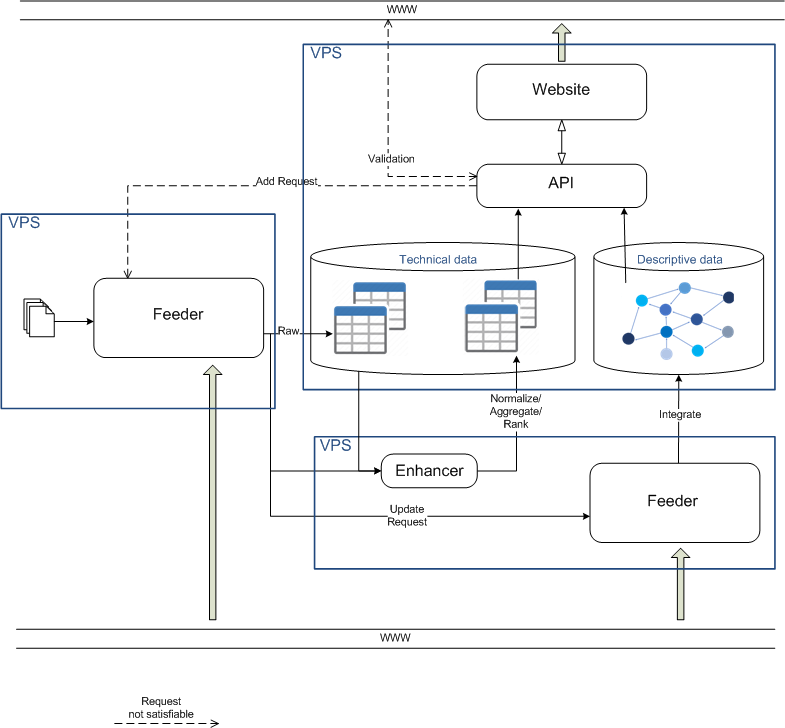 WWW
VPS
Website
Validation
API
Add Request
VPS
Technical data
Descriptive data
Feeder
Raw
Normalize/
Aggregate/
Rank
Integrate
VPS
Enhancer
Feeder
Update
Request
WWW
Request
not satisfiable